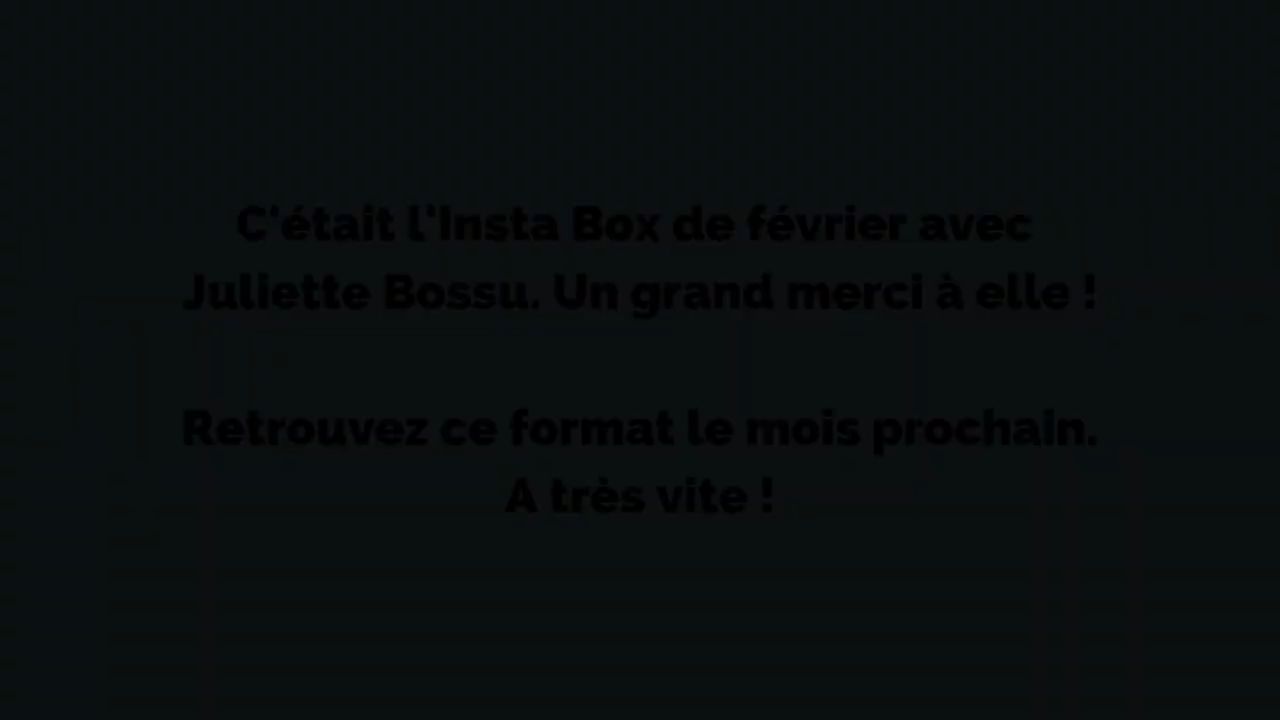 C'était l'Insta Box de février avec
Juliette Bossu. Un grand merci à elle !
Retrouvez ce format le mois prochain.
A très vite !